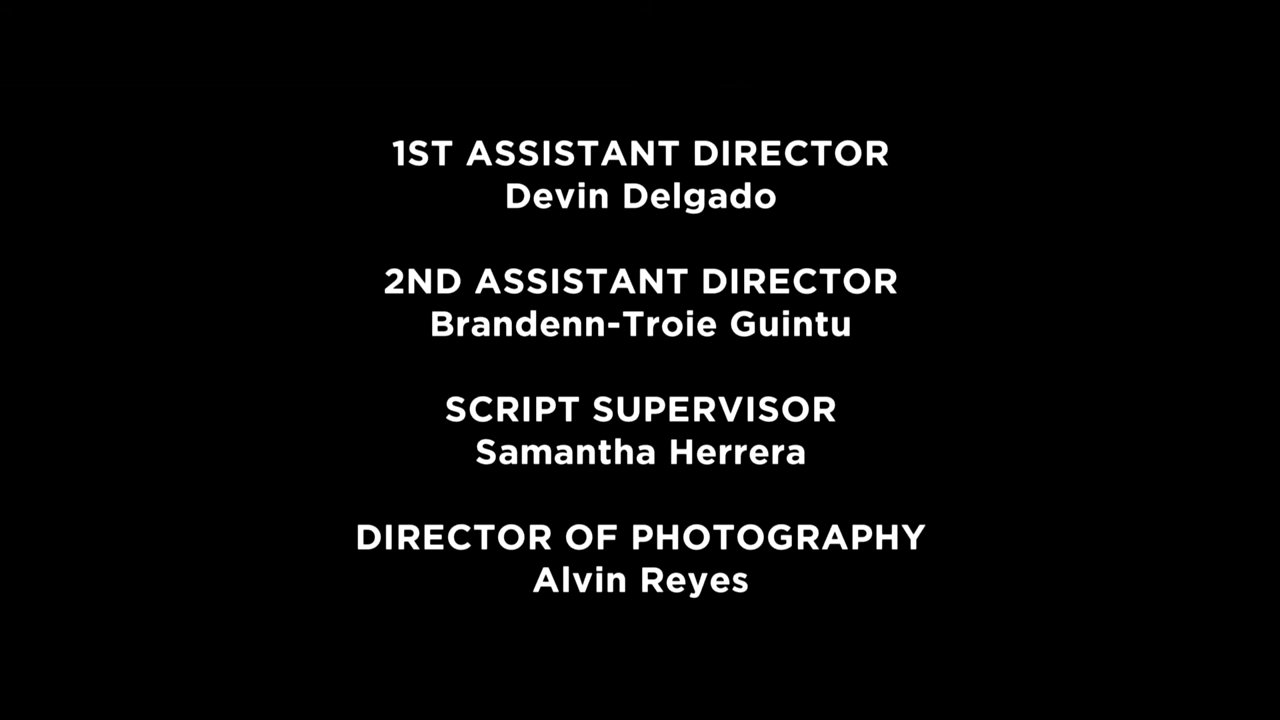 1ST ASSISTANT DIRECTOR
Devin Delgado
2ND ASSISTANT DIRECTOR
Brandenn-Troie Guintu
SCRIPT SUPERVISOR
Samantha Herrera
DIRECTOR OF PHOTOGRAPHY
Alvin Reyes